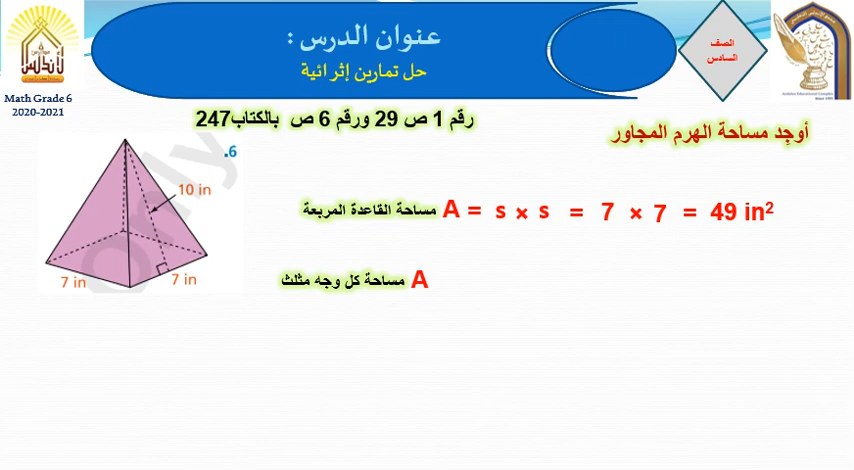 عنوان الدرس :
حل تمارين إثرائية
الصف
السادس
Math Grade 6
2020-2021
رقم 1 ص 29 ورقم 6 ص بالكتاب247
أوجِد مساحة الهرم المجاور
.6
10 in
7 in
7 in
مساحة القاعدة المربعة A = s × s = 7 × 7 = 49 in²
مساحة كل وجه مثلث A